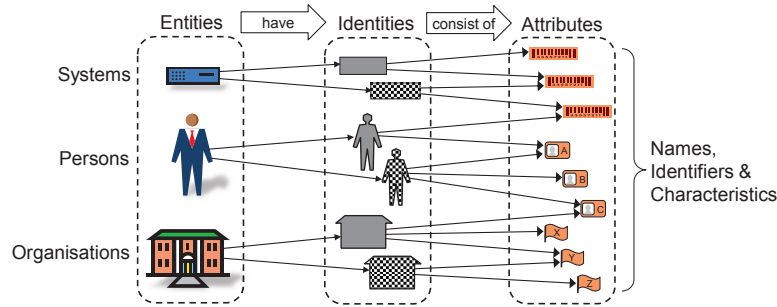 Entities
have
Identities
consist of
Attributes
Systems
Persons
A
B
C
Organisations
X
Y
Z
Names,
Identifiers &
Characteristics